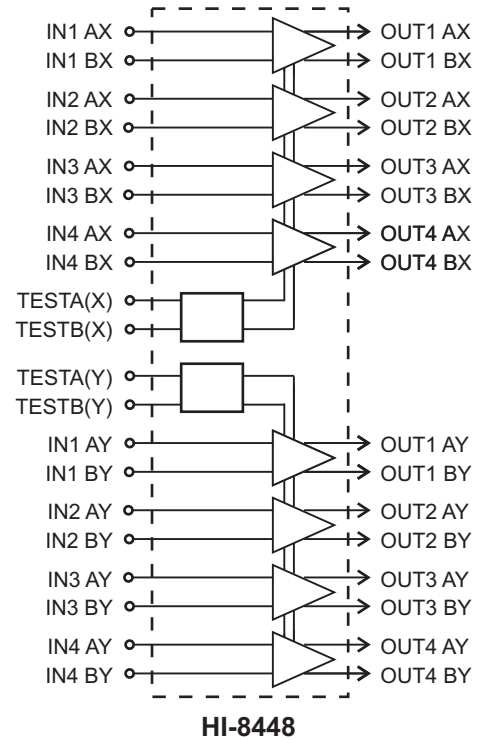 IN1 AX OUT1 AX
IN1 BX OUT1 BX
IN2 AX OUT2 AX
IN2 BX OUT2 BX
IN3 AX OUT3 AX
IN3 BX OUT3 BX
IN4 AX OUT4 AX
IN4 BX OUT4 BX
TESTA(X)
TESTB(X)
TESTA(Y)
TESTB(Y)
IN1 AY OUT1 AY
IN1 BY OUT1 BY
IN2 AY OUT2 AY
IN2 BY OUT2 BY
IN3 AY OUT3 AY
IN3 BY OUT3 BY
IN4 AY OUT4 AY
IN4 BY OUT4 BY
HI-8448